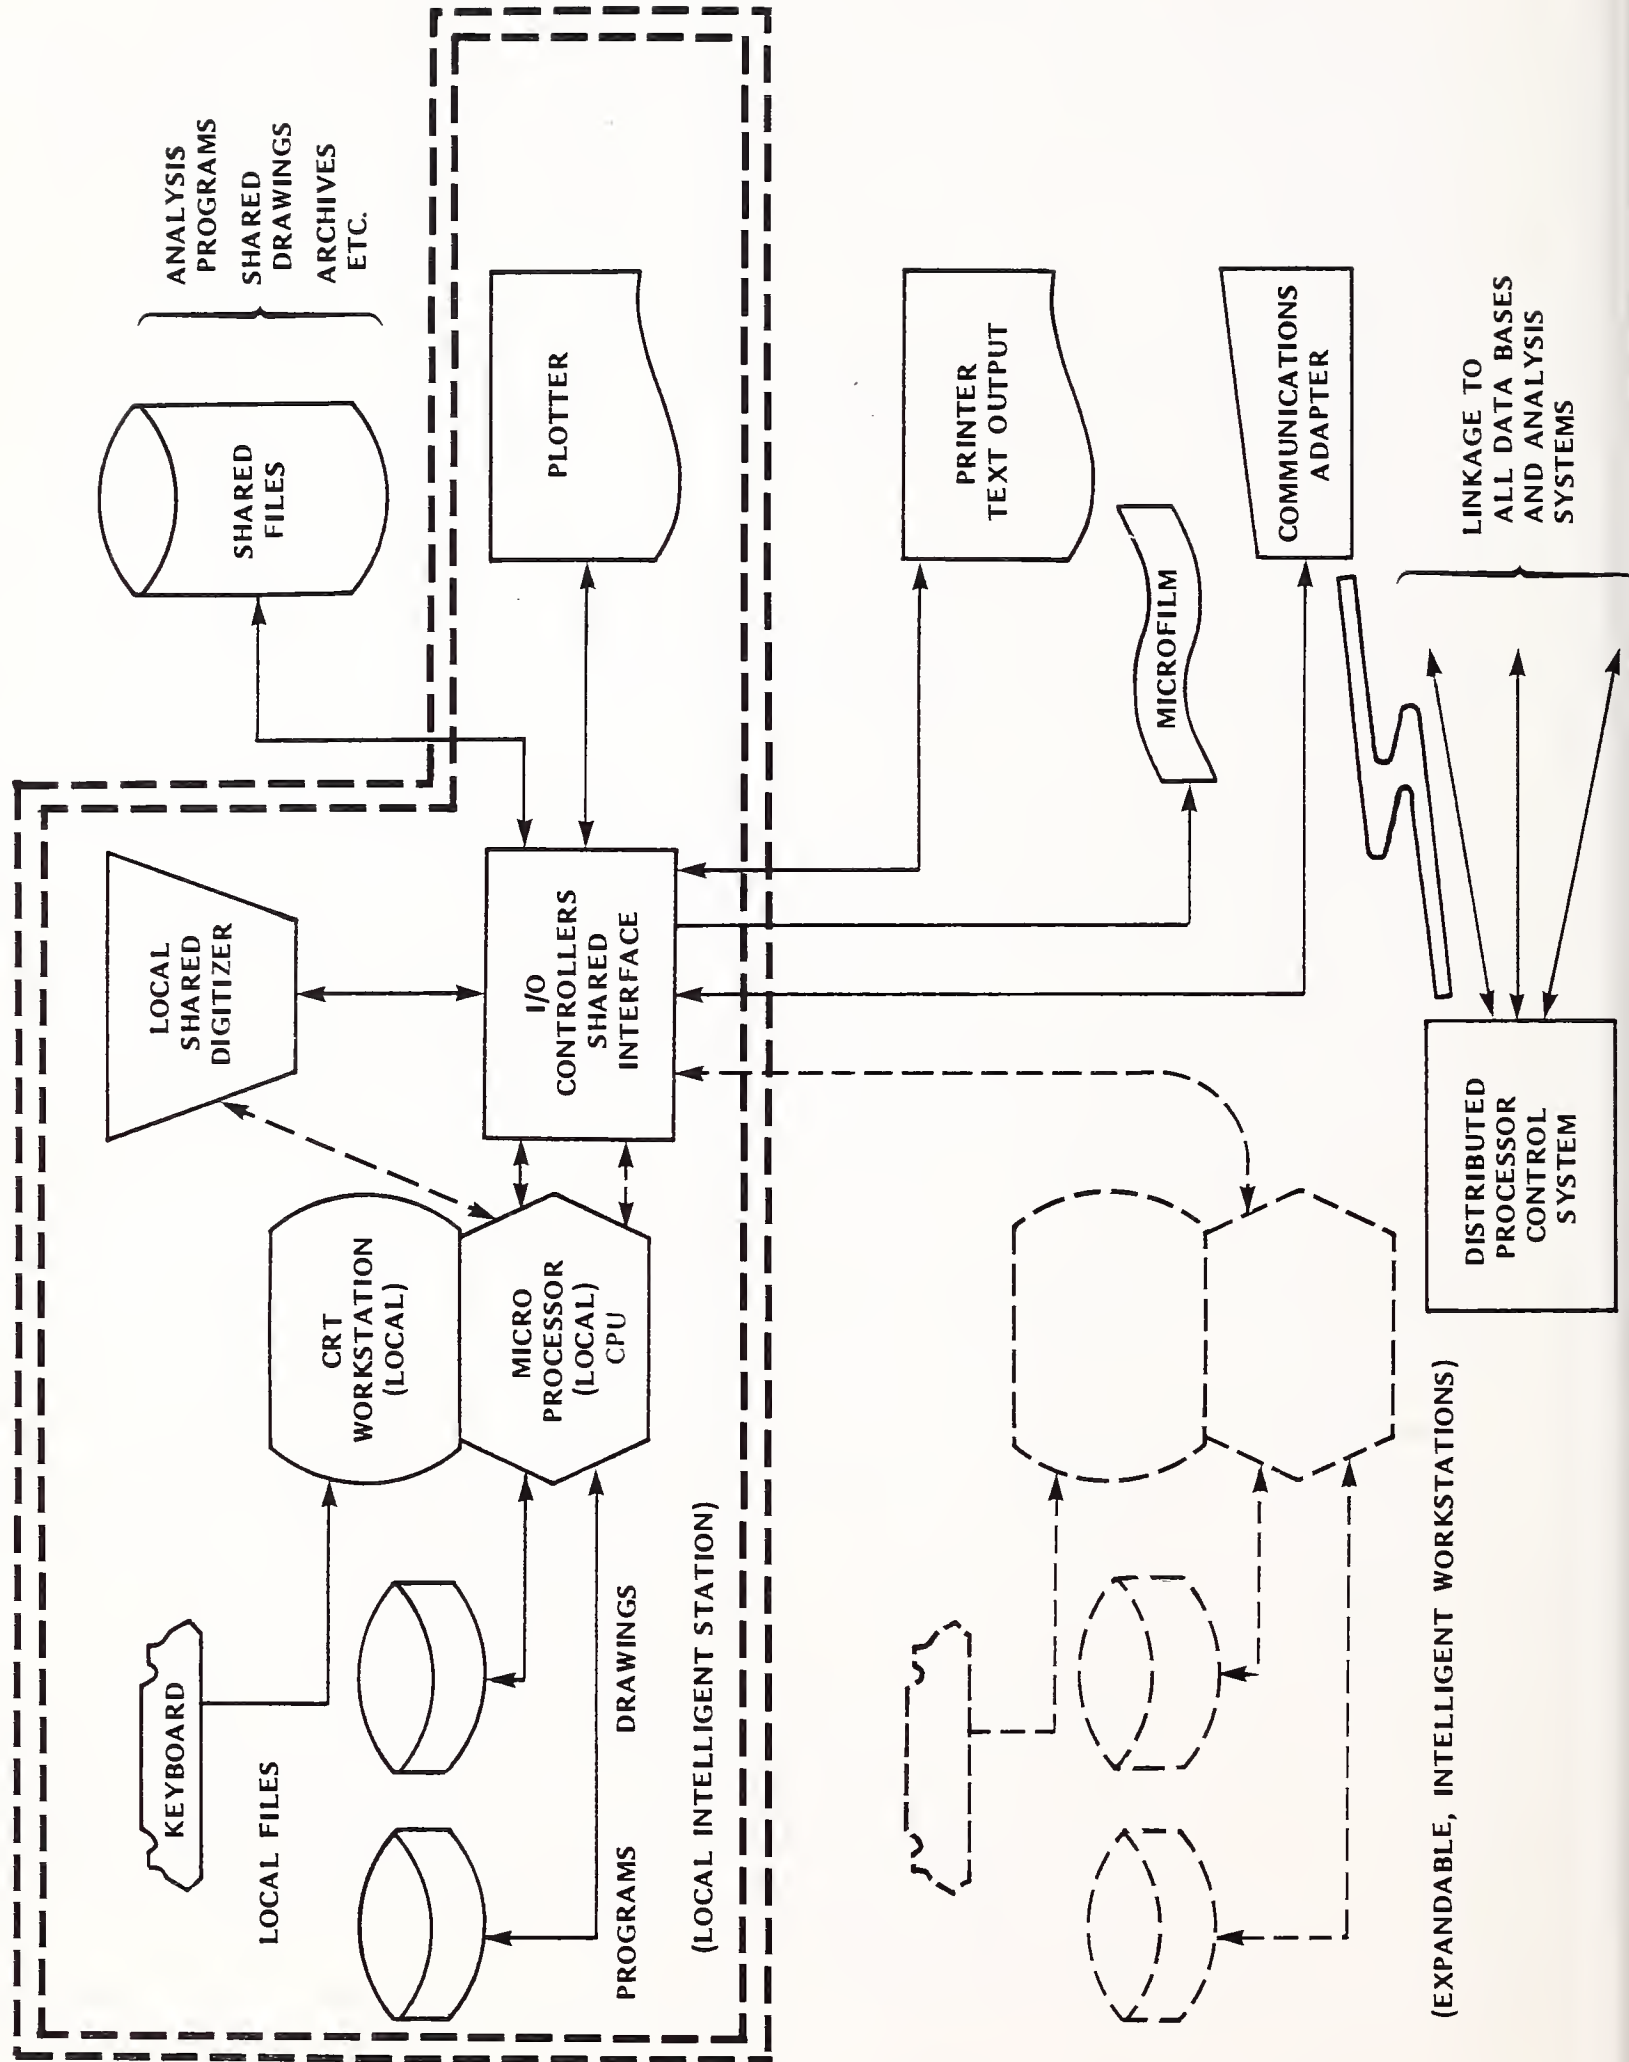 KEYBOARD
LOCAL FILES
PROGRAMS
DRAWINGS
(LOCAL INTELLIGENT STATION)
CRT
WORKSTATION
(LOCAL)
MICRO
PROCESSOR
(LOCAL)
CPU
LOCAL
SHARED
DIGITIZER
I/O
CONTROLLERS
SHARED
INTERFACE
SHARED
FILES
ANALYSIS
PROGRAMS
SHARED
DRAWINGS
ARCHIVES
ETC.
PLOTTER
PRINTER
TEXT OUTPUT
MICROFILM
COMMUNICATIONS
ADAPTER
(EXPANDABLE, INTELLIGENT WORKSTATIONS)
DISTRIBUTED
PROCESSOR
CONTROL
SYSTEM
LINKAGE TO
ALL DATA BASES
AND ANALYSIS
SYSTEMS